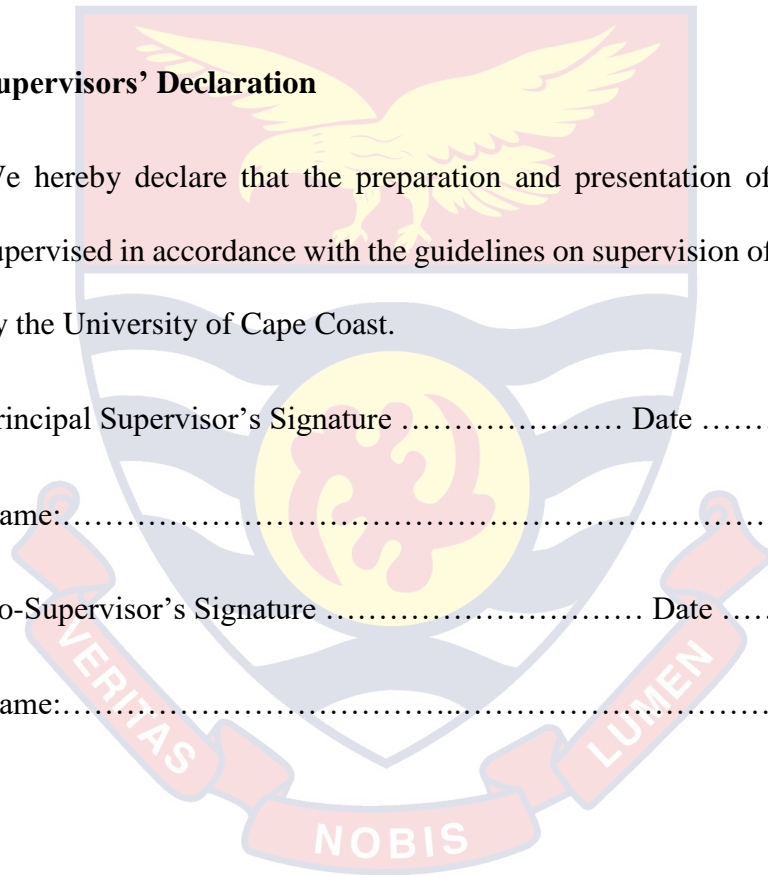 upervisors’ Declaration
We hereby declare that the preparation and presentation of
upervised in accordance with the guidelines on supervision of
y the University of Cape Coast.
rincipal Supervisor’s Signature ………………… Date ……
ame:……………………………………………………………………
o-Supervisor’s Signature ………………………… Date …..
ame:………………………………..…………………………
VERITAS
NOBIS
LUMEN